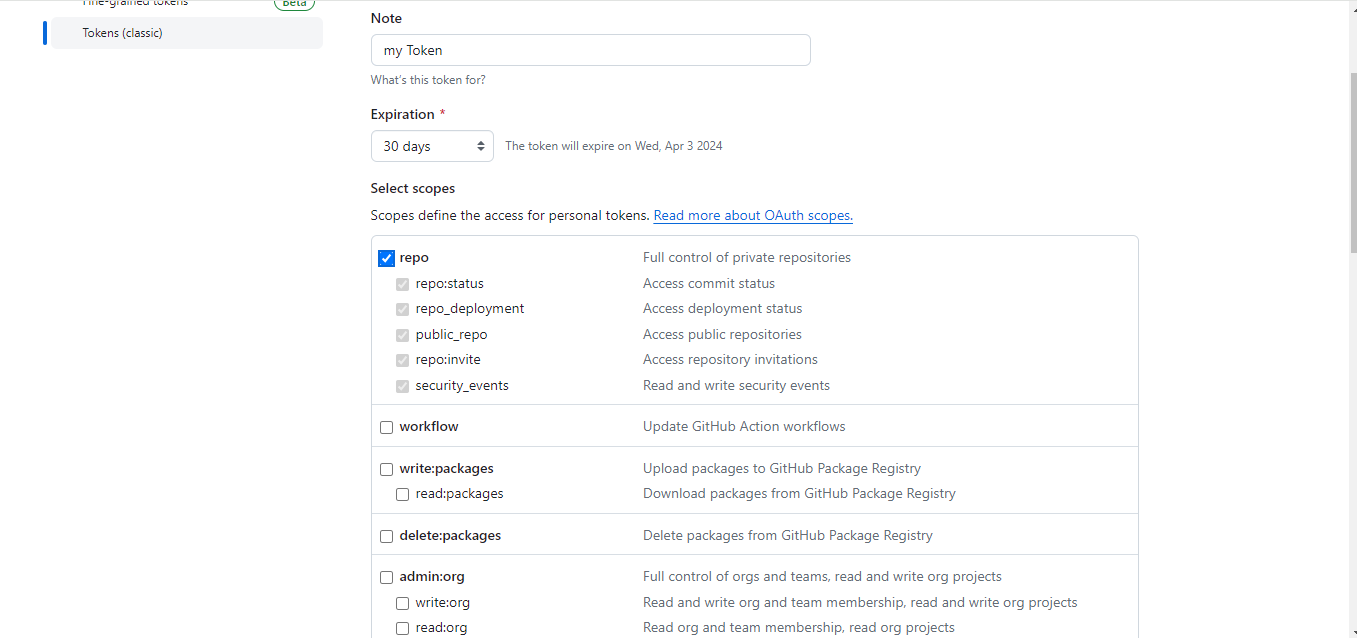 Fine-grained tokens Beta
Tokens (classic)
Note
my Token
What's this token for?
Expiration *
30 days The token will expire on Wed, Apr 3 2024
Select scopes
Scopes define the access for personal tokens. Read more about OAuth scopes.
repo Full control of private repositories
repo:status Access commit status
repo_deployment Access deployment status
public_repo Access public repositories
repo:invite Access repository invitations
security_events Read and write security events
workflow Update GitHub Action workflows
write:packages Upload packages to GitHub Package Registry
read:packages Download packages from GitHub Package Registry
delete:packages Delete packages from GitHub Package Registry
admin:org Full control of orgs and teams, read and write org projects
write:org Read and write org and team membership, read and write org projects
read:org Read org and team membership, read org projects